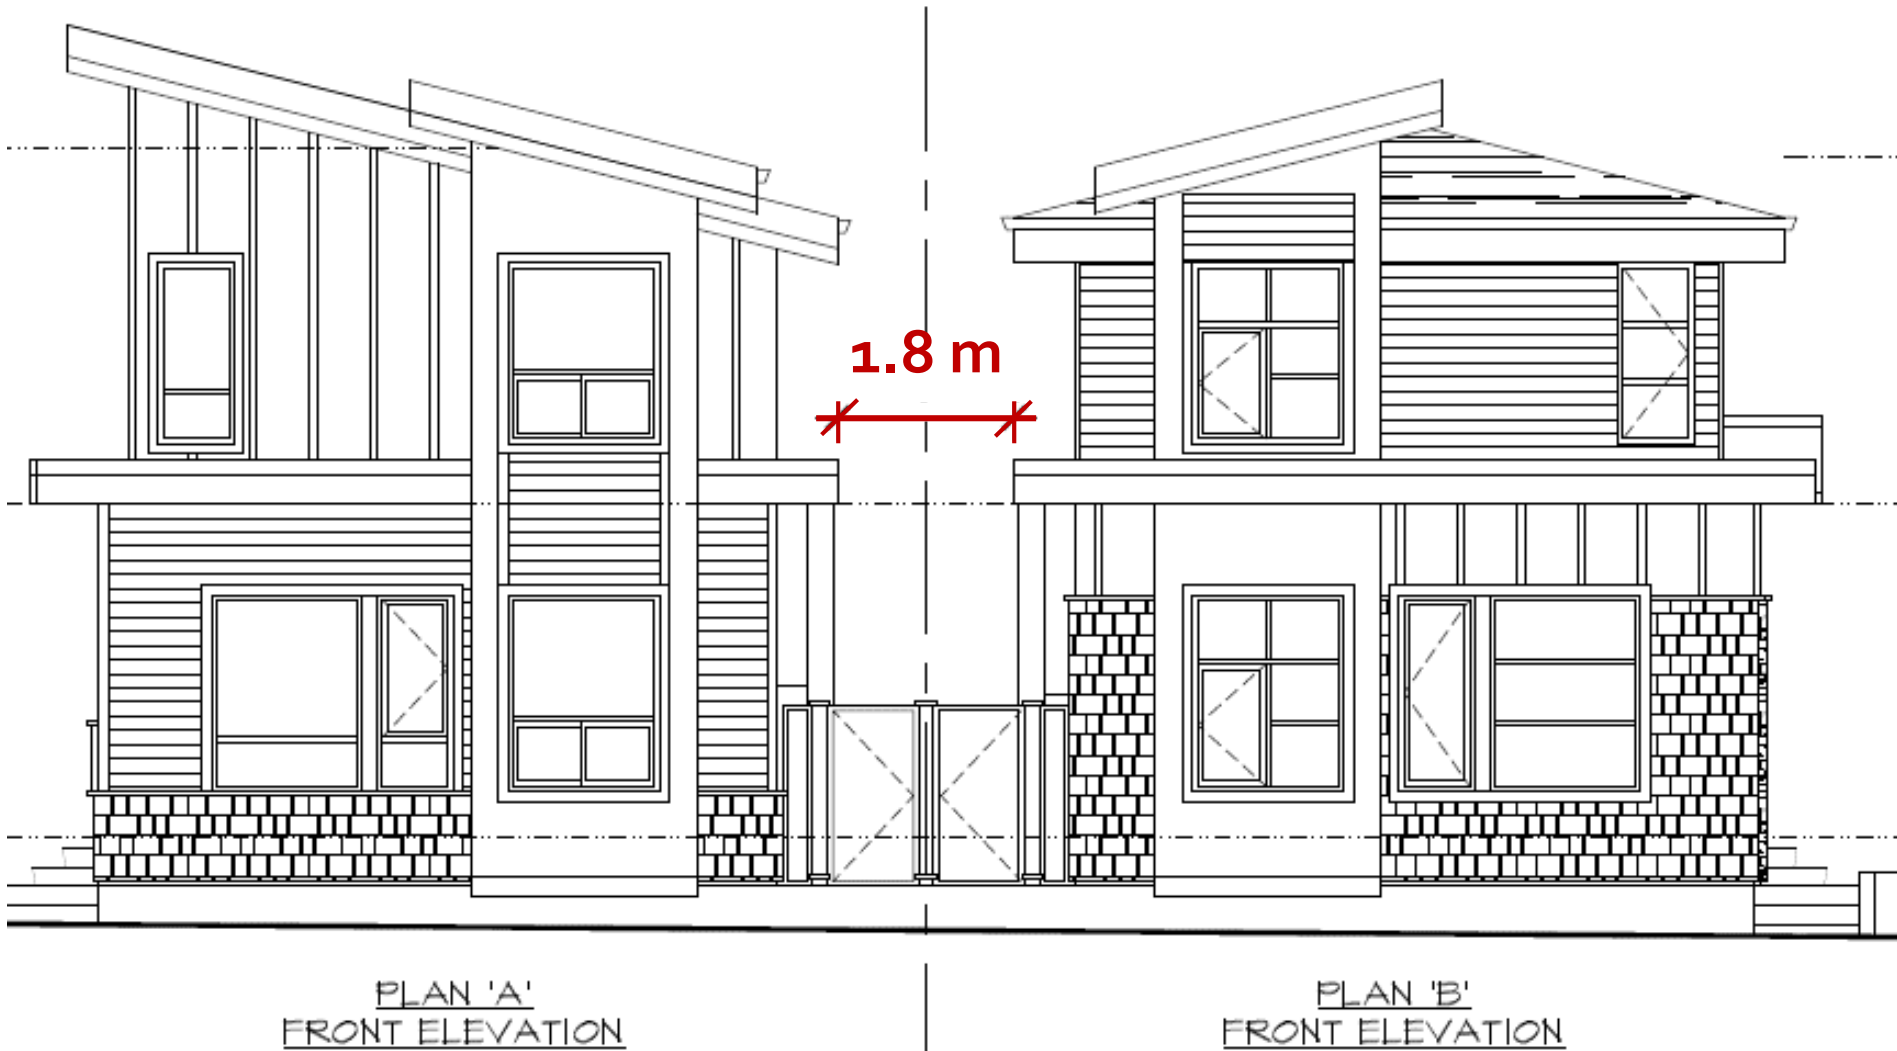 1.8 m
PLAN 'A'
FRONT ELEVATION
PLAN 'B'
FRONT ELEVATION